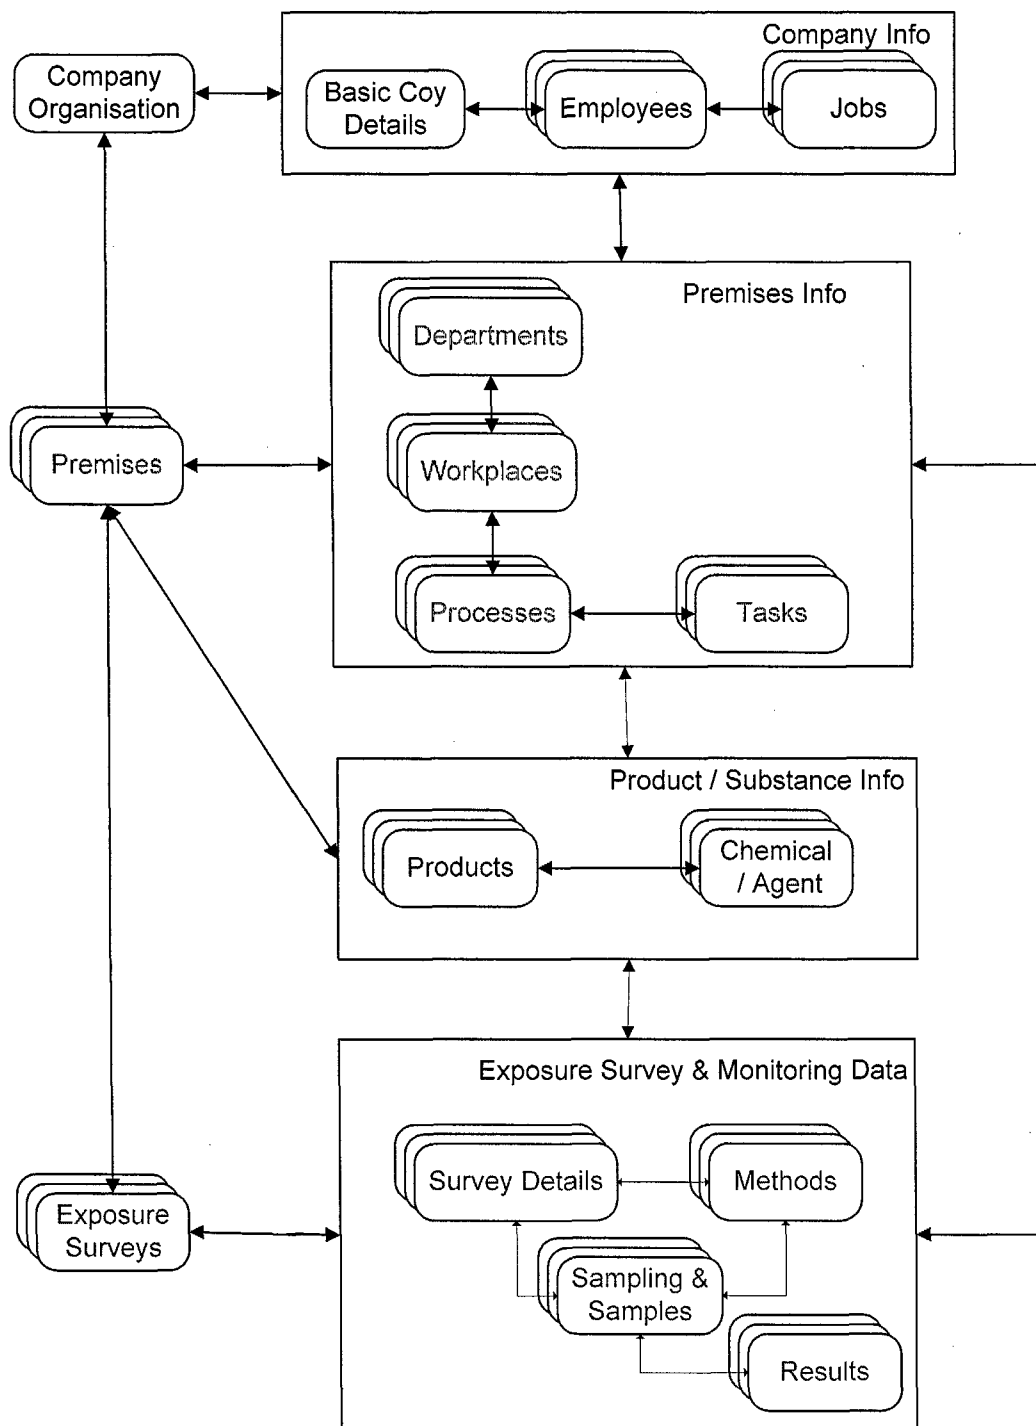 Company Info
Company
Organisation
Basic Coy
Details
Employees
Jobs
Premises Info
Departments
Premises
Workplaces
Processes
Tasks
Product / Substance Info
Products
Chemical
/ Agent
Exposure Survey & Monitoring Data
Survey Details
Methods
Exposure
Surveys
Sampling &
Samples
Results